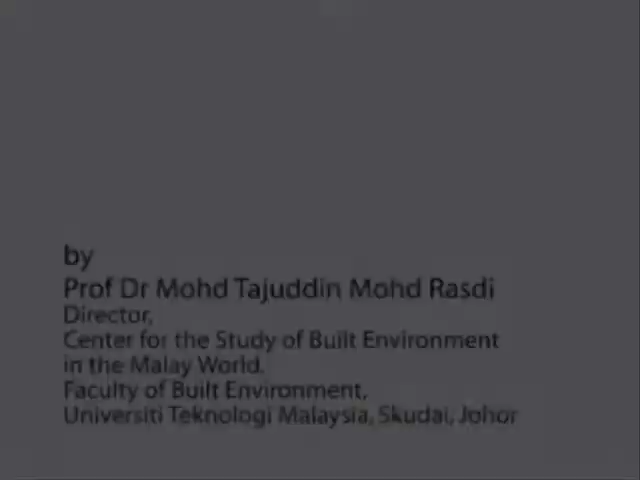 by
Prof Dr Mohd Tajuddin Mohd Rasdi
Director,
Center for the Study of Built Environment
in the Malay World,
Faculty of Built Environment,
Universiti Teknologi Malaysia, Skudai, Johor